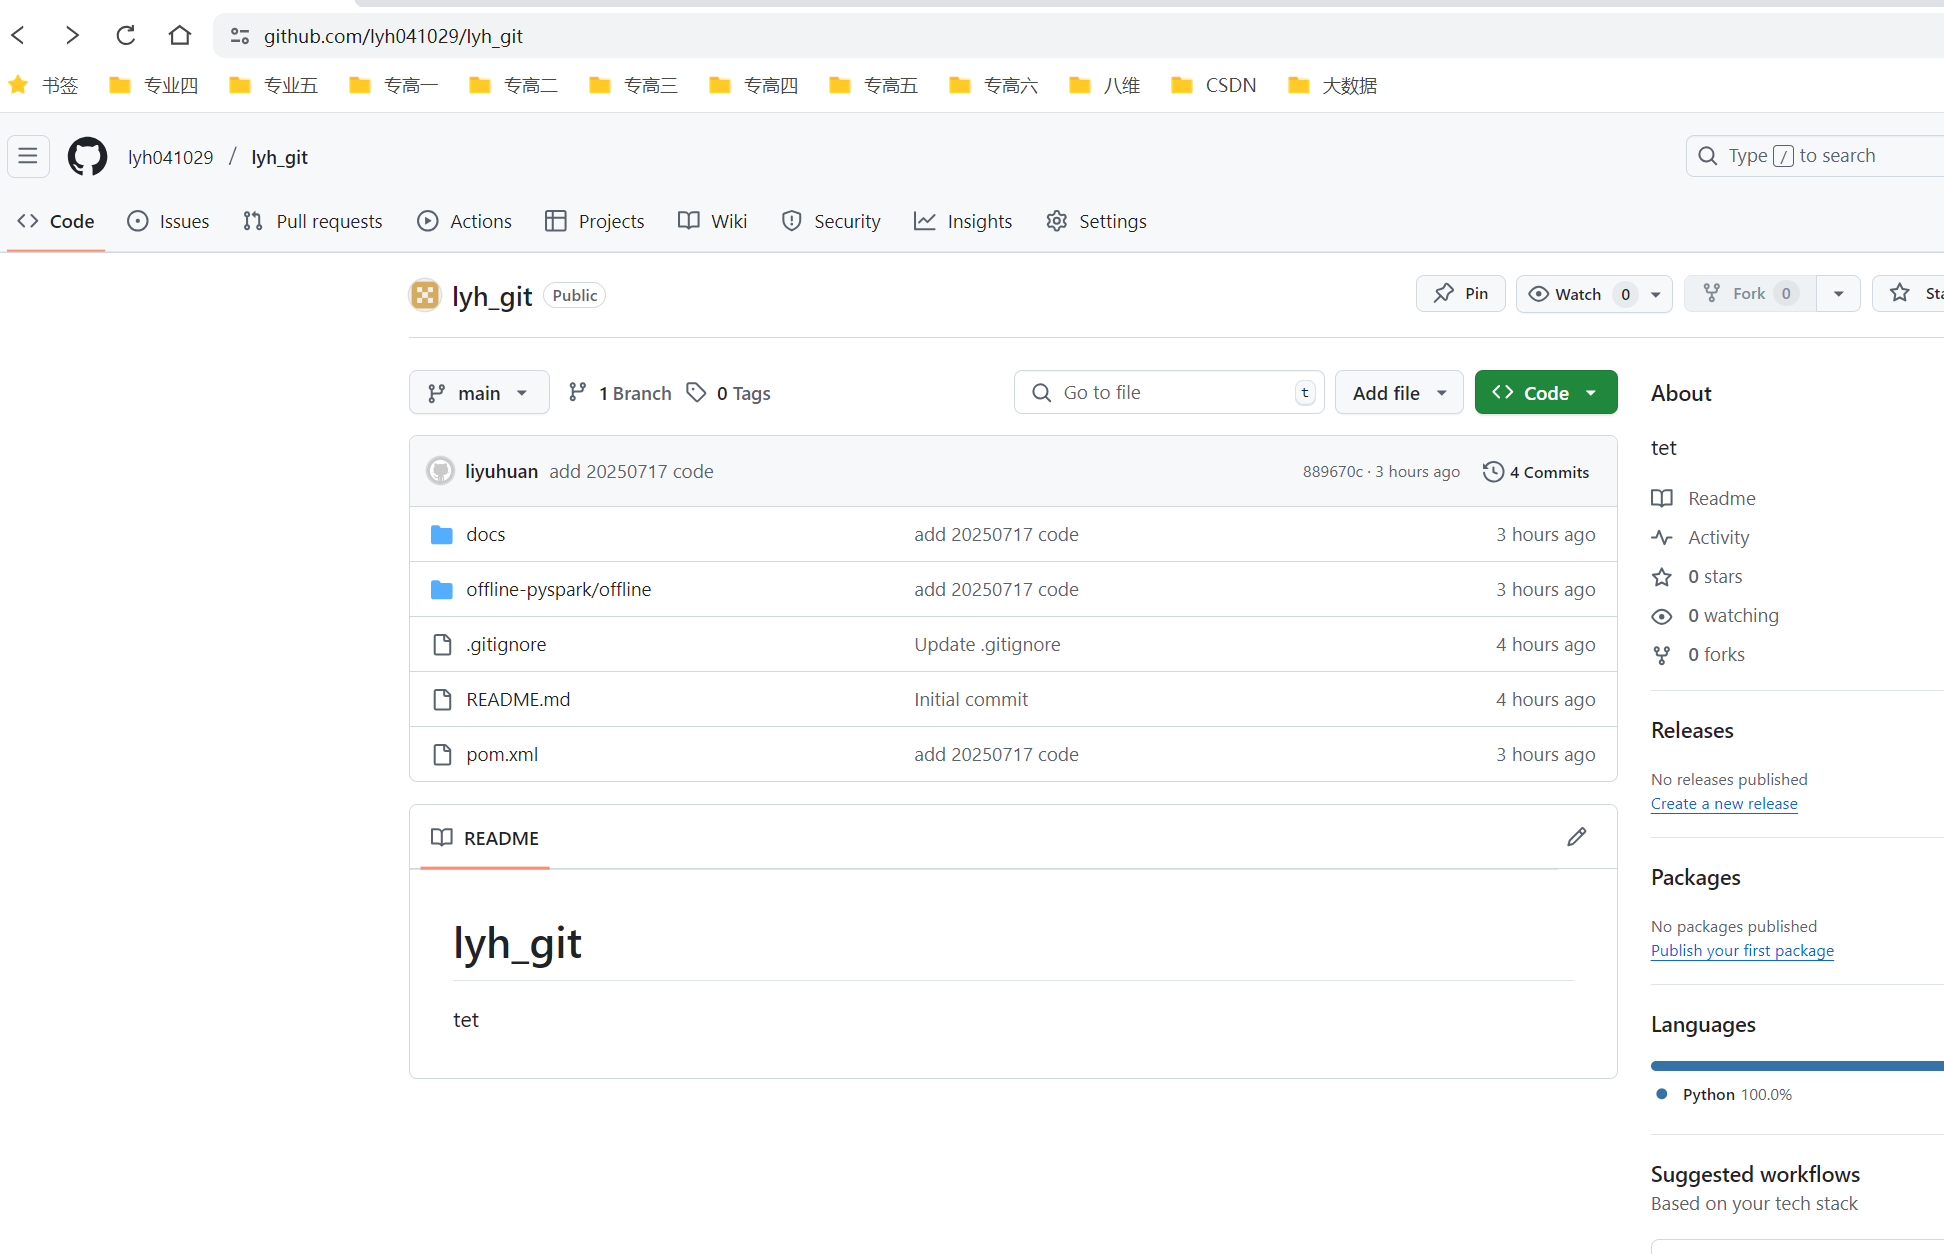 github.com/lyh041029/lyh_git
书签 专业四 专业五 专高一 专高二 专高三 专高四 专高五 专高六 八维 CSDN 大数据
lyh041029 / lyh_git
Type / to search
Code Issues Pull requests Actions Projects Wiki Security Insights Settings
lyh_git Public
Pin Watch 0 Fork 0 Sta
main 1 Branch 0 Tags Go to file t Add file Code
liyuhuan add 20250717 code 889670c · 3 hours ago 4 Commits
docs add 20250717 code 3 hours ago
offline-pyspark/offline add 20250717 code 3 hours ago
.gitignore Update .gitignore 4 hours ago
README.md Initial commit 4 hours ago
pom.xml add 20250717 code 3 hours ago
README
lyh_git
tet
About
tet
Readme
Activity
0 stars
0 watching
0 forks
Releases
No releases published
Create a new release
Packages
No packages published
Publish your first package
Languages
Python 100.0%
Suggested workflows
Based on your tech stack